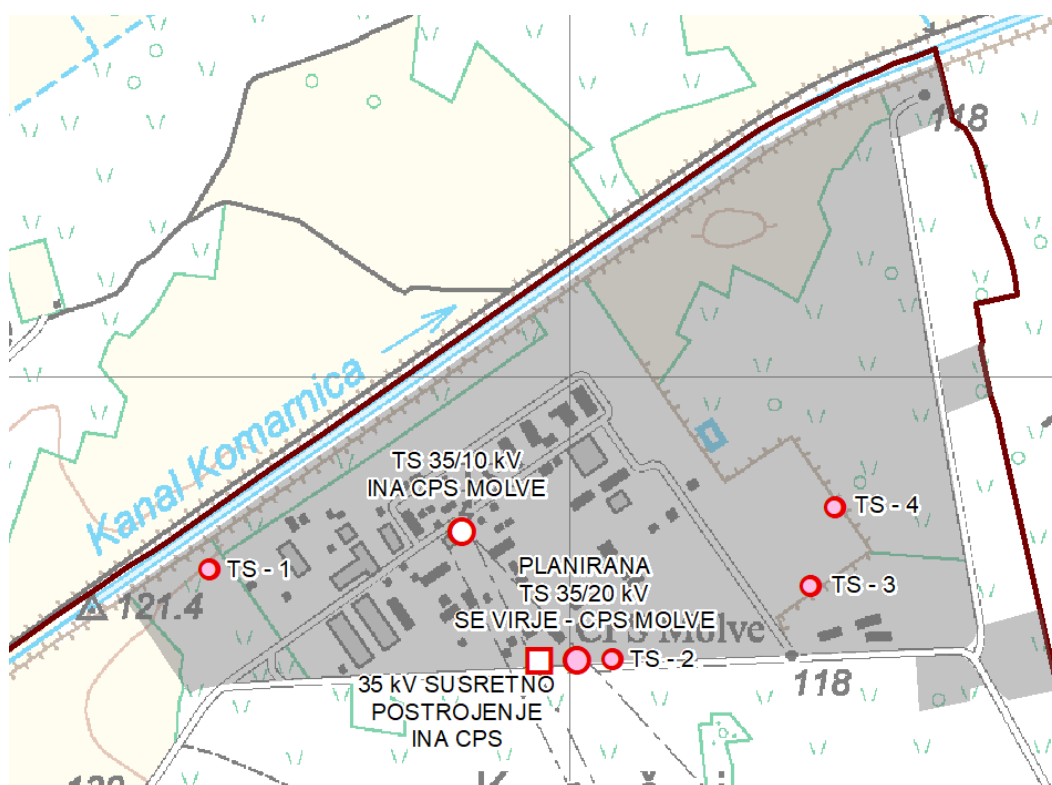 118
Kanal Komarnica
TS 35/10 kV
INA CPS MOLVE
TS - 4
TS - 1
121.4
PLANIRANA
TS 35/20 kV
SE VIRJE - CPS MOLVE
TS - 3
CPS Molve
TS - 2
118
35 kV SUSRETNO
POSTROJENJE
INA CPS